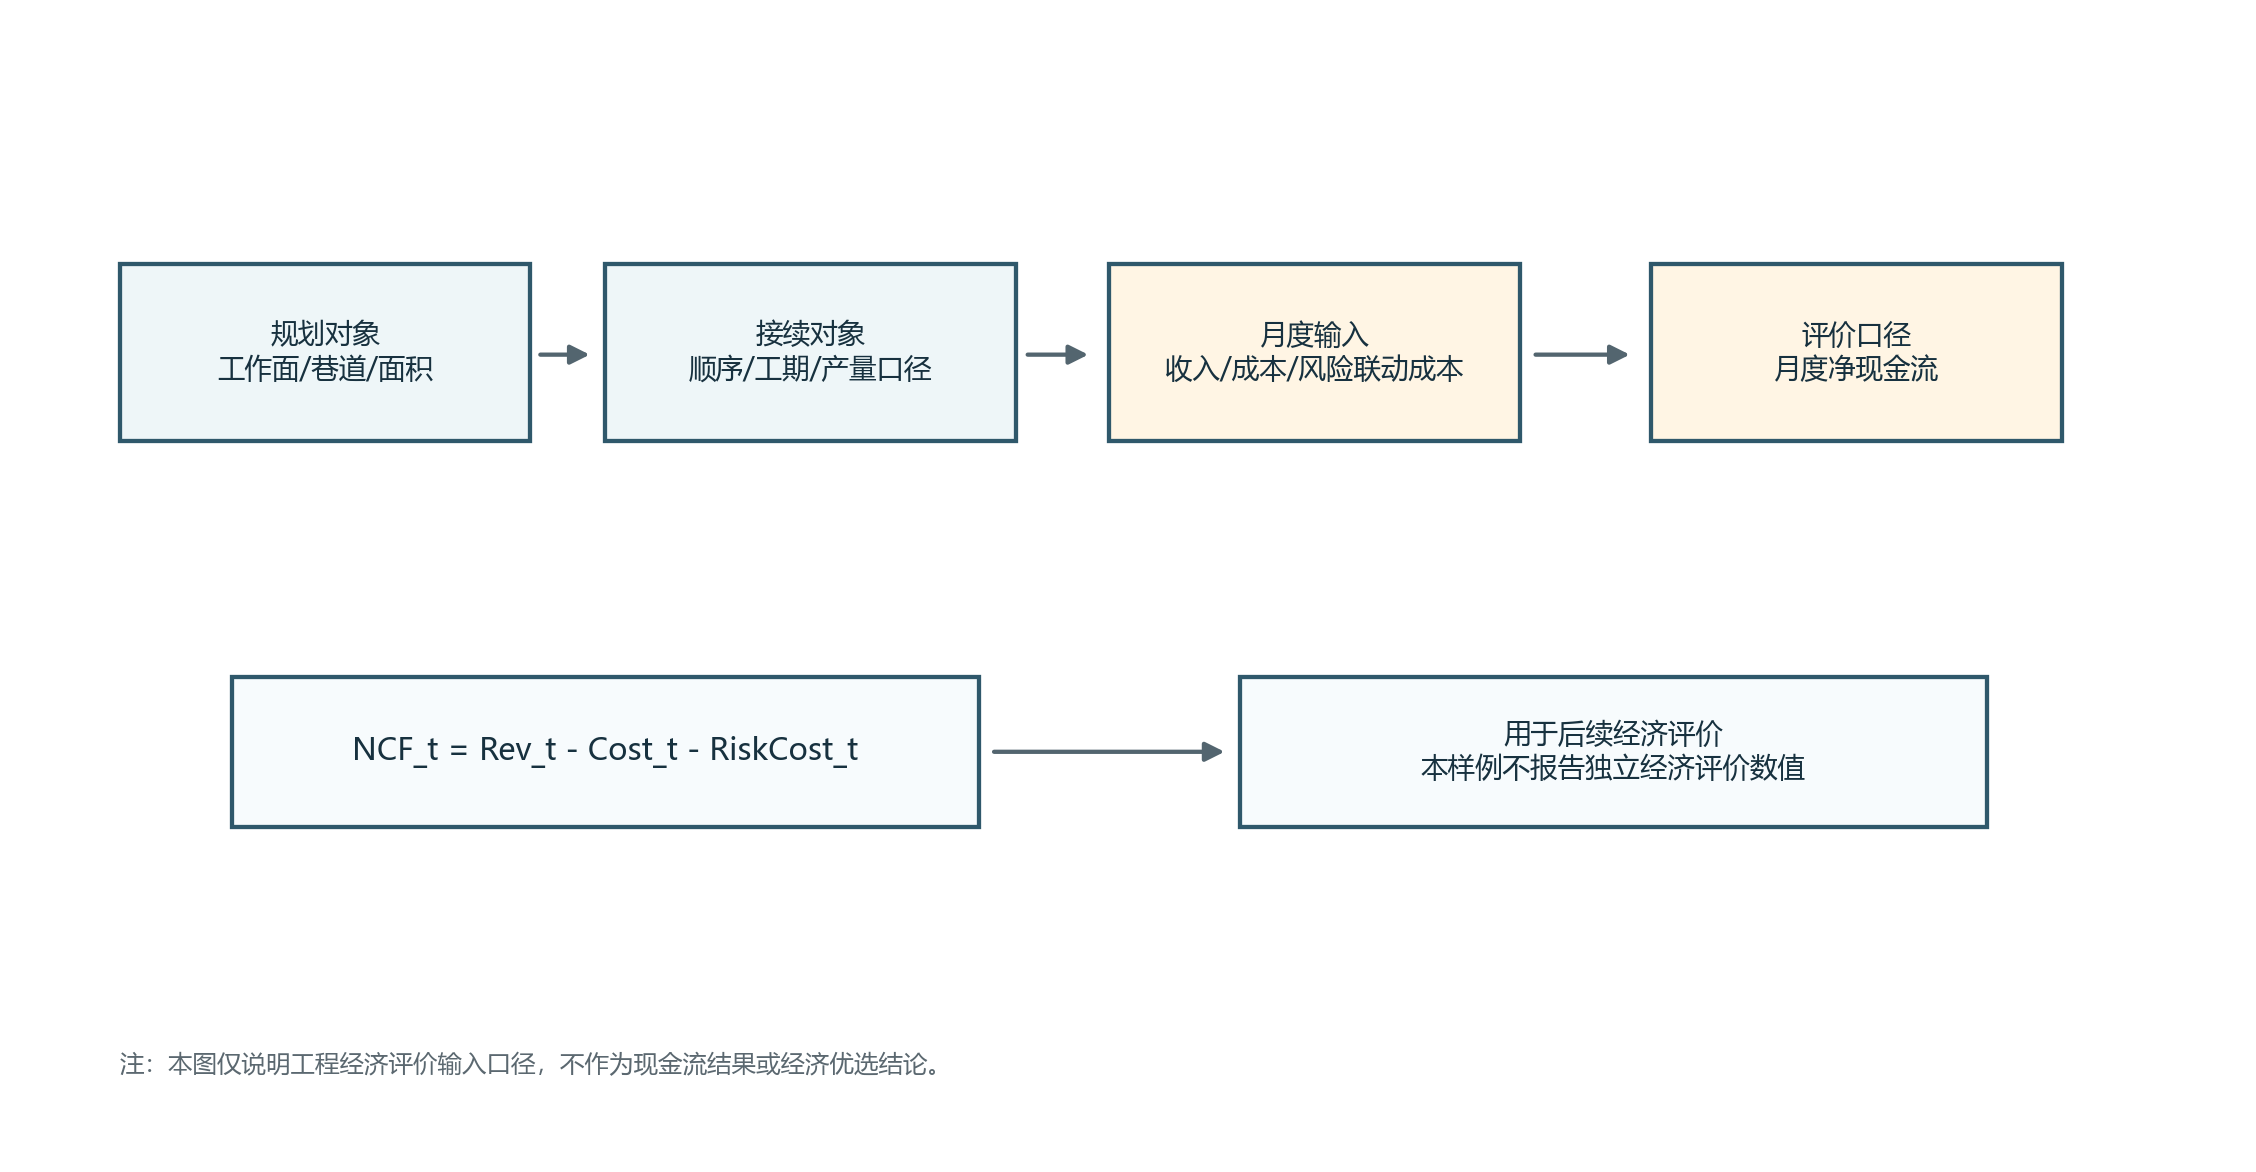 规划对象
工作面/巷道/面积
接续对象
顺序/工期/产量口径
月度输入
收入/成本/风险联动成本
评价口径
月度净现金流
NCF_t = Rev_t - Cost_t - RiskCost_t
用于后续经济评价
本样例不报告独立经济评价数值
注：本图仅说明工程经济评价输入口径，不作为现金流结果或经济优选结论。